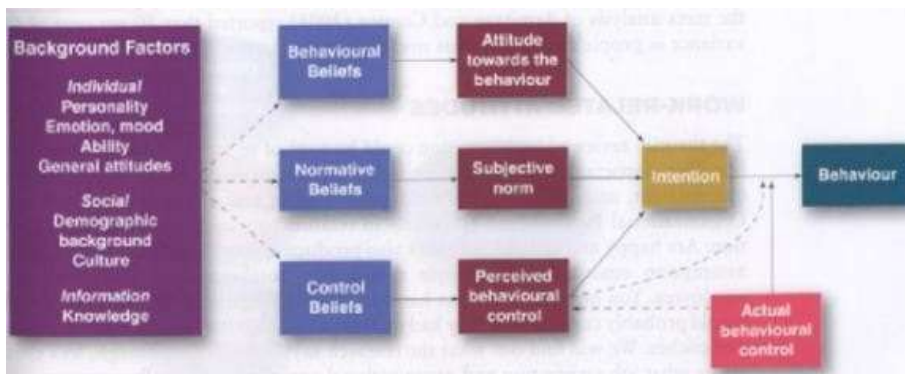 Background Factors
Individual
Personality
Emotion, mood
Ability
General attitudes
Social
Demographic
background
Culture
Information
Knowledge
Behavioural
Beliefs
Normative
Beliefs
Control
Beliefs
Attitude
towards the
behaviour
Subjective
norm
Perceived
behavioural
control
Intention
Behaviour
Actual
behavioural
control
WORK-RELATED ATTITUDES